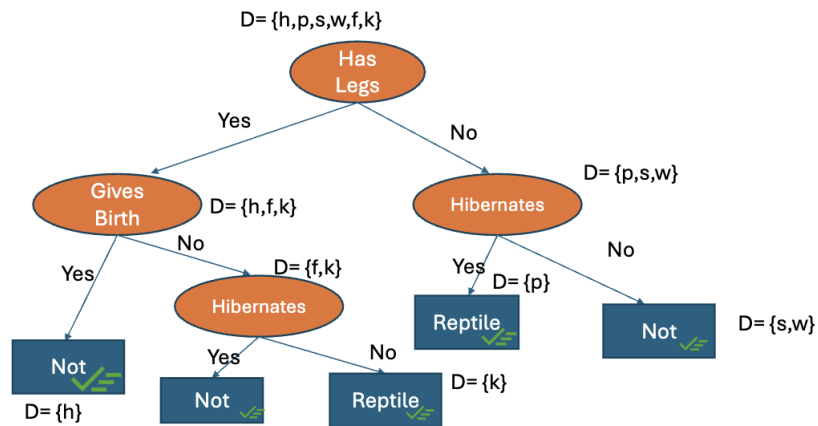 D= {h,p,s,w,f,k}
Has
Legs
Yes
No
Gives
Birth
D= {h,f,k}
Hibernates
D= {p,s,w}
Yes
No
D= {f,k}
Hibernates
Yes
No
D= {p}
Reptile
Not
D= {s,w}
Not
D= {h}
Yes
No
Not
Reptile
D= {k}